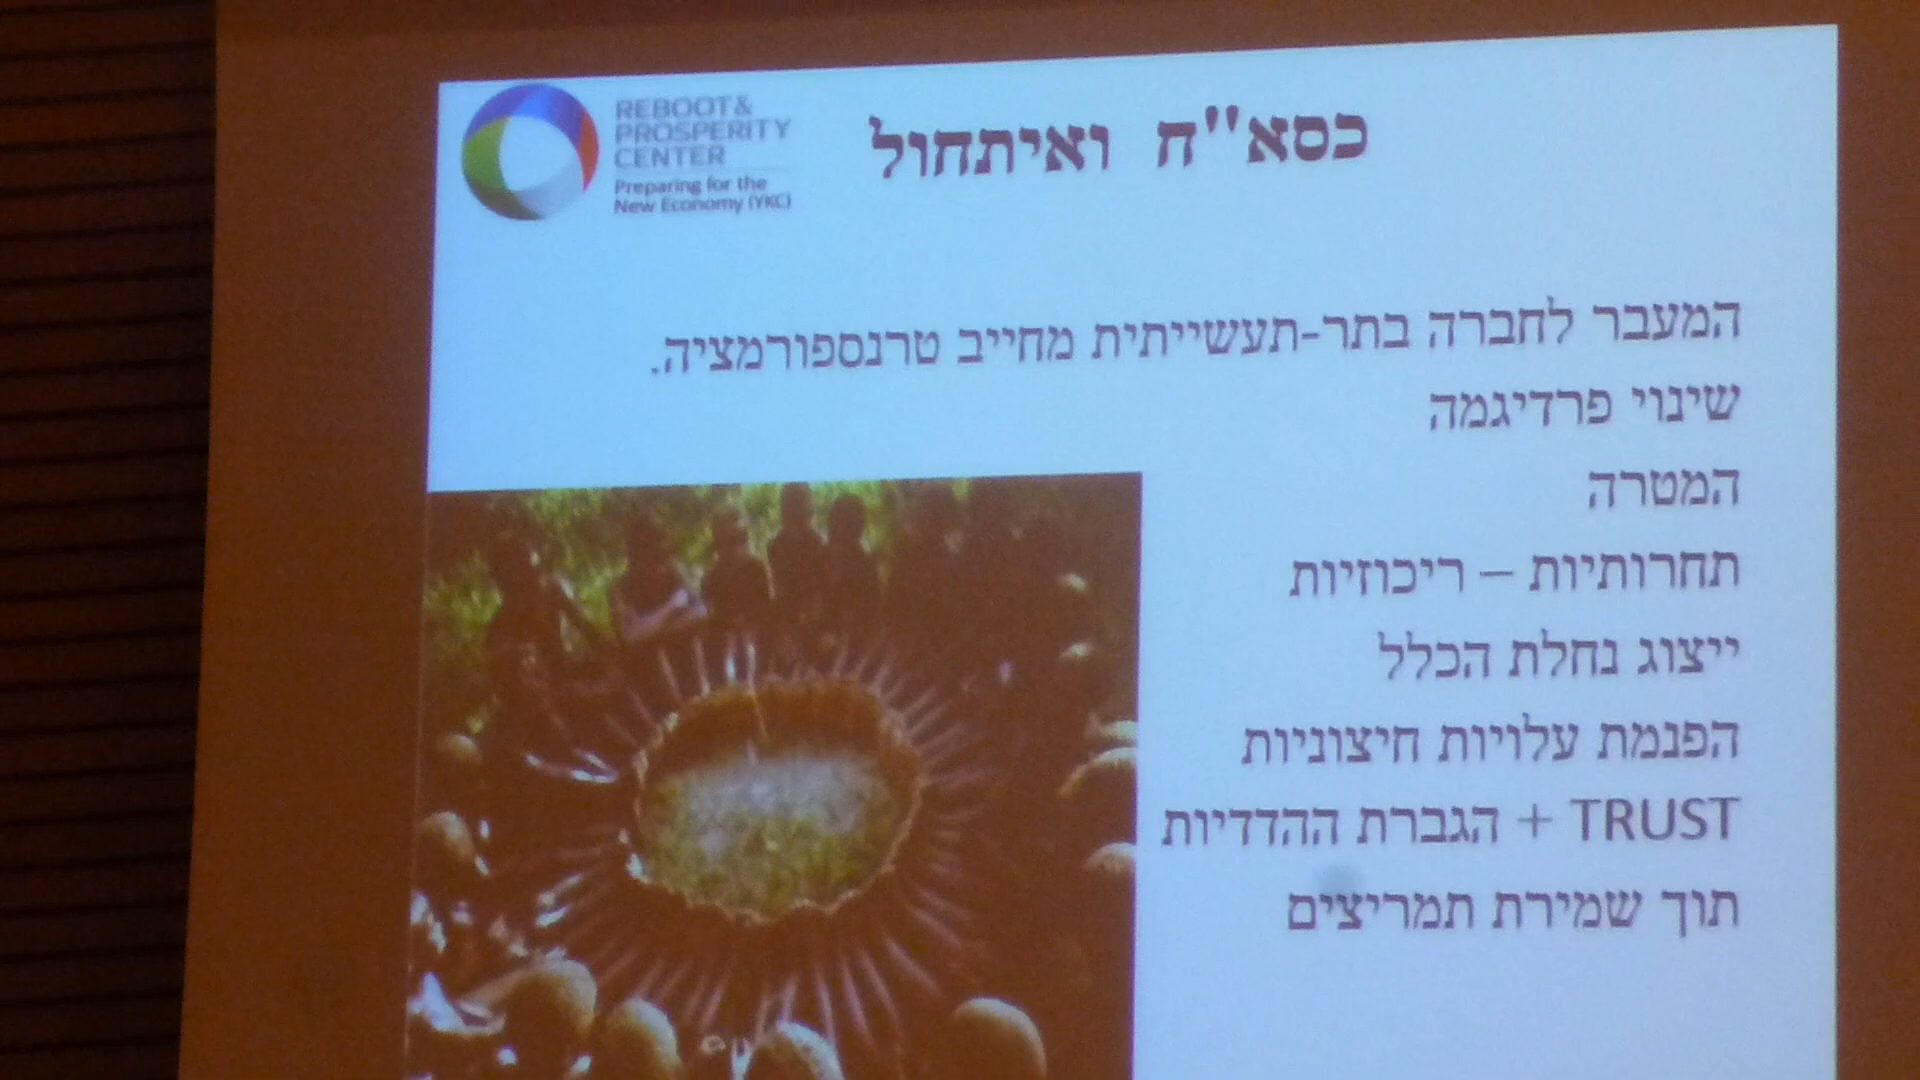 REBOOT&
PROSPERITY
CENTER
Preparing for the
New Economy (YKC)
כסא''ח ואיתחול
המעבר לחברה בתר-תעשייתית מחייב טרנספורמציה.
שינוי פרדיגמה
המטרה
תחרותיות – ריכוזיות
ייצוג נחלת הכלל
הפנמת עלויות חיצוניות
TRUST + הגברת ההדדיות
תוך שמירת תמריצים